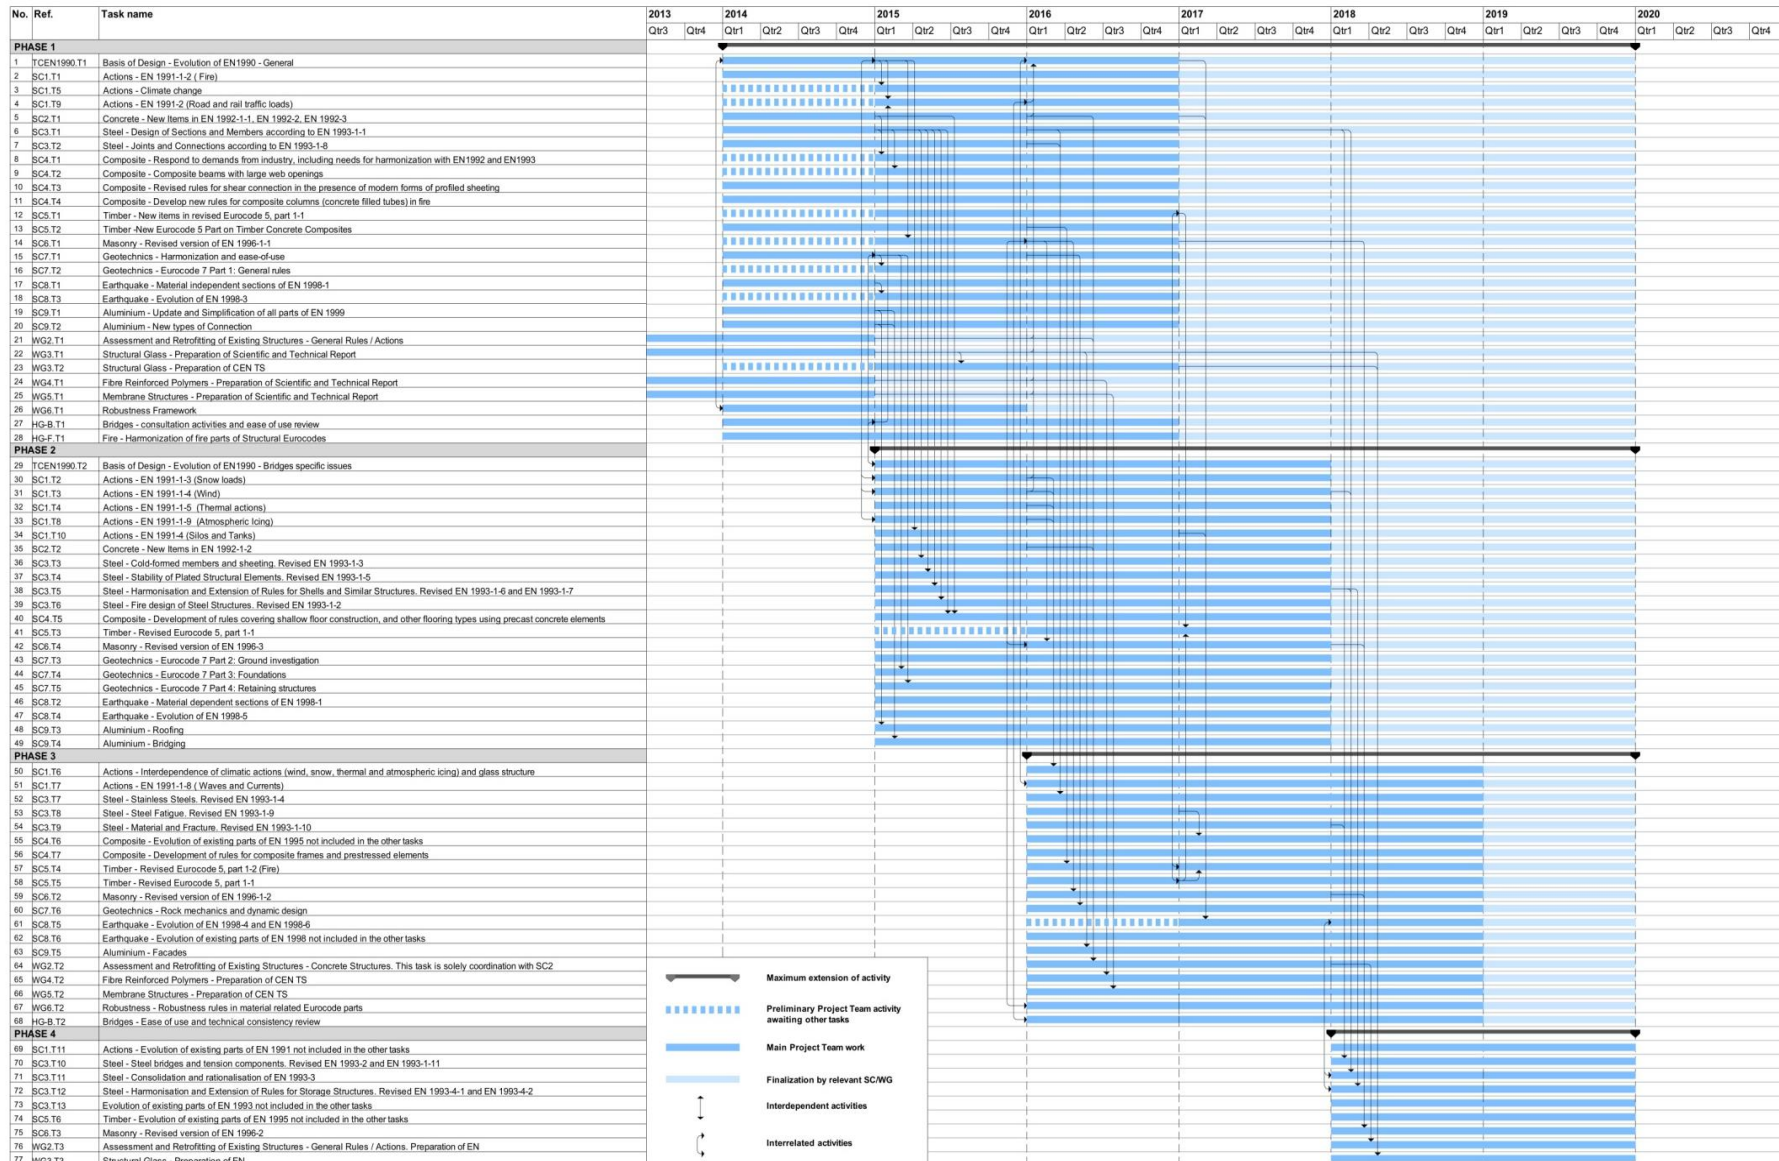 No. Ref. Task name 2013 2014 2015 2016 2017 2018 2019 2020
Qtr3 Qtr4 Qtr1 Qtr2 Qtr3 Qtr4 Qtr1 Qtr2 Qtr3 Qtr4 Qtr1 Qtr2 Qtr3 Qtr4 Qtr1 Qtr2 Qtr3 Qtr4 Qtr1 Qtr2 Qtr3 Qtr4 Qtr1 Qtr2 Qtr3 Qtr4 Qtr1 Qtr2 Qtr3 Qtr4
PHASE 1
1 TCEN1990.T1 Basis of Design - Evolution of EN1990 - General
2 SC1.T1 Actions - EN 1991-1-2 ( Fire)
3 SC1.T5 Actions - Climate change
4 SC1.T9 Actions - EN 1991-2 (Road and rail traffic loads)
5 SC2.T1 Concrete - New Items in EN 1992-1-1, EN 1992-2, EN 1992-3
6 SC3.T1 Steel - Design of Sections and Members according to EN 1993-1-1
7 SC3.T2 Steel - Joints and Connections according to EN 1993-1-8
8 SC4.T1 Composite - Respond to demands from industry, including needs for harmonization with EN1992 and EN1993
9 SC4.T2 Composite - Composite beams with large web openings
10 SC4.T3 Composite - Revised rules for shear connection in the presence of modern forms of profiled sheeting
11 SC4.T4 Composite - Develop new rules for composite columns (concrete filled tubes) in fire
12 SC5.T1 Timber - New items in revised Eurocode 5, part 1-1
13 SC5.T2 Timber -New Eurocode 5 Part on Timber Concrete Composites
14 SC6.T1 Masonry - Revised version of EN 1996-1-1
15 SC7.T1 Geotechnics - Harmonization and ease-of-use
16 SC7.T2 Geotechnics - Eurocode 7 Part 1: General rules
17 SC8.T1 Earthquake - Material independent sections of EN 1998-1
18 SC8.T3 Earthquake - Evolution of EN 1998-3
19 SC9.T1 Aluminium - Update and Simplification of all parts of EN 1999
20 SC9.T2 Aluminium - New types of Connection
21 WG2.T1 Assessment and Retrofitting of Existing Structures - General Rules / Actions
22 WG3.T1 Structural Glass - Preparation of Scientific and Technical Report
23 WG3.T2 Structural Glass - Preparation of CEN TS
24 WG4.T1 Fibre Reinforced Polymers - Preparation of Scientific and Technical Report
25 WG5.T1 Membrane Structures - Preparation of Scientific and Technical Report
26 WG6.T1 Robustness Framework
27 HG-B.T1 Bridges - consultation activities and ease of use review
28 HG-F.T1 Fire - Harmonization of fire parts of Structural Eurocodes
PHASE 2
29 TCEN1990.T2 Basis of Design - Evolution of EN1990 - Bridges specific issues
30 SC1.T2 Actions - EN 1991-1-3 (Snow loads)
31 SC1.T3 Actions - EN 1991-1-4 (Wind)
32 SC1.T4 Actions - EN 1991-1-5 (Thermal actions)
33 SC1.T8 Actions - EN 1991-1-9 (Atmospheric Icing)
34 SC1.T10 Actions - EN 1991-4 (Silos and Tanks)
35 SC2.T2 Concrete - New Items in EN 1992-1-2
36 SC3.T3 Steel - Cold-formed members and sheeting. Revised EN 1993-1-3
37 SC3.T4 Steel - Stability of Plated Structural Elements. Revised EN 1993-1-5
38 SC3.T5 Steel - Harmonisation and Extension of Rules for Shells and Similar Structures. Revised EN 1993-1-6 and EN 1993-1-7
39 SC3.T6 Steel - Fire design of Steel Structures. Revised EN 1993-1-2
40 SC4.T5 Composite - Development of rules covering shallow floor construction, and other flooring types using precast concrete elements
41 SC5.T3 Timber - Revised Eurocode 5, part 1-1
42 SC6.T4 Masonry - Revised version of EN 1996-3
43 SC7.T3 Geotechnics - Eurocode 7 Part 2: Ground investigation
44 SC7.T4 Geotechnics - Eurocode 7 Part 3: Foundations
45 SC7.T5 Geotechnics - Eurocode 7 Part 4: Retaining structures
46 SC8.T2 Earthquake - Material dependent sections of EN 1998-1
47 SC8.T4 Earthquake - Evolution of EN 1998-5
48 SC9.T3 Aluminium - Roofing
49 SC9.T4 Aluminium - Bridging
PHASE 3
50 SC1.T6 Actions - Interdependence of climatic actions (wind, snow, thermal and atmospheric icing) and glass structure
51 SC1.T7 Actions - EN 1991-1-8 ( Waves and Currents)
52 SC3.T7 Steel - Stainless Steels. Revised EN 1993-1-4
53 SC3.T8 Steel - Steel Fatigue. Revised EN 1993-1-9
54 SC3.T9 Steel - Material and Fracture. Revised EN 1993-1-10
55 SC4.T6 Composite - Evolution of existing parts of EN 1995 not included in the other tasks
56 SC4.T7 Composite - Development of rules for composite frames and prestressed elements
57 SC5.T4 Timber - Revised Eurocode 5, part 1-2 (Fire)
58 SC5.T5 Timber - Revised Eurocode 5, part 1-1
59 SC6.T2 Masonry - Revised version of EN 1996-1-2
60 SC7.T6 Geotechnics - Rock mechanics and dynamic design
61 SC8.T5 Earthquake - Evolution of EN 1998-4 and EN 1998-6
62 SC8.T6 Earthquake - Evolution of existing parts of EN 1998 not included in the other tasks
63 SC9.T5 Aluminium - Facades
64 WG2.T2 Assessment and Retrofitting of Existing Structures - Concrete Structures. This task is solely coordination with SC2
65 WG4.T2 Fibre Reinforced Polymers - Preparation of CEN TS
66 WG5.T2 Membrane Structures - Preparation of CEN TS
67 WG6.T2 Robustness - Robustness rules in material related Eurocode parts
68 HG-B.T2 Bridges - Ease of use and technical consistency review
PHASE 4
69 SC1.T11 Actions - Evolution of existing parts of EN 1991 not included in the other tasks
70 SC3.T10 Steel - Steel bridges and tension components. Revised EN 1993-2 and EN 1993-1-11
71 SC3.T11 Steel - Consolidation and rationalisation of EN 1993-3
72 SC3.T12 Steel - Harmonisation and Extension of Rules for Storage Structures. Revised EN 1993-4-1 and EN 1993-4-2
73 SC3.T13 Evolution of existing parts of EN 1993 not included in the other tasks
74 SC5.T6 Timber - Evolution of existing parts of EN 1995 not included in the other tasks
75 SC6.T3 Masonry - Revised version of EN 1996-2
76 WG2.T3 Assessment and Retrofitting of Existing Structures - General Rules / Actions. Preparation of EN
77 WG3.T3 Structural Glass - Preparation of EN
Maximum extension of activity
Preliminary Project Team activity
awaiting other tasks
Main Project Team work
Finalization by relevant SC/WG
Interdependent activities
Interrelated activities